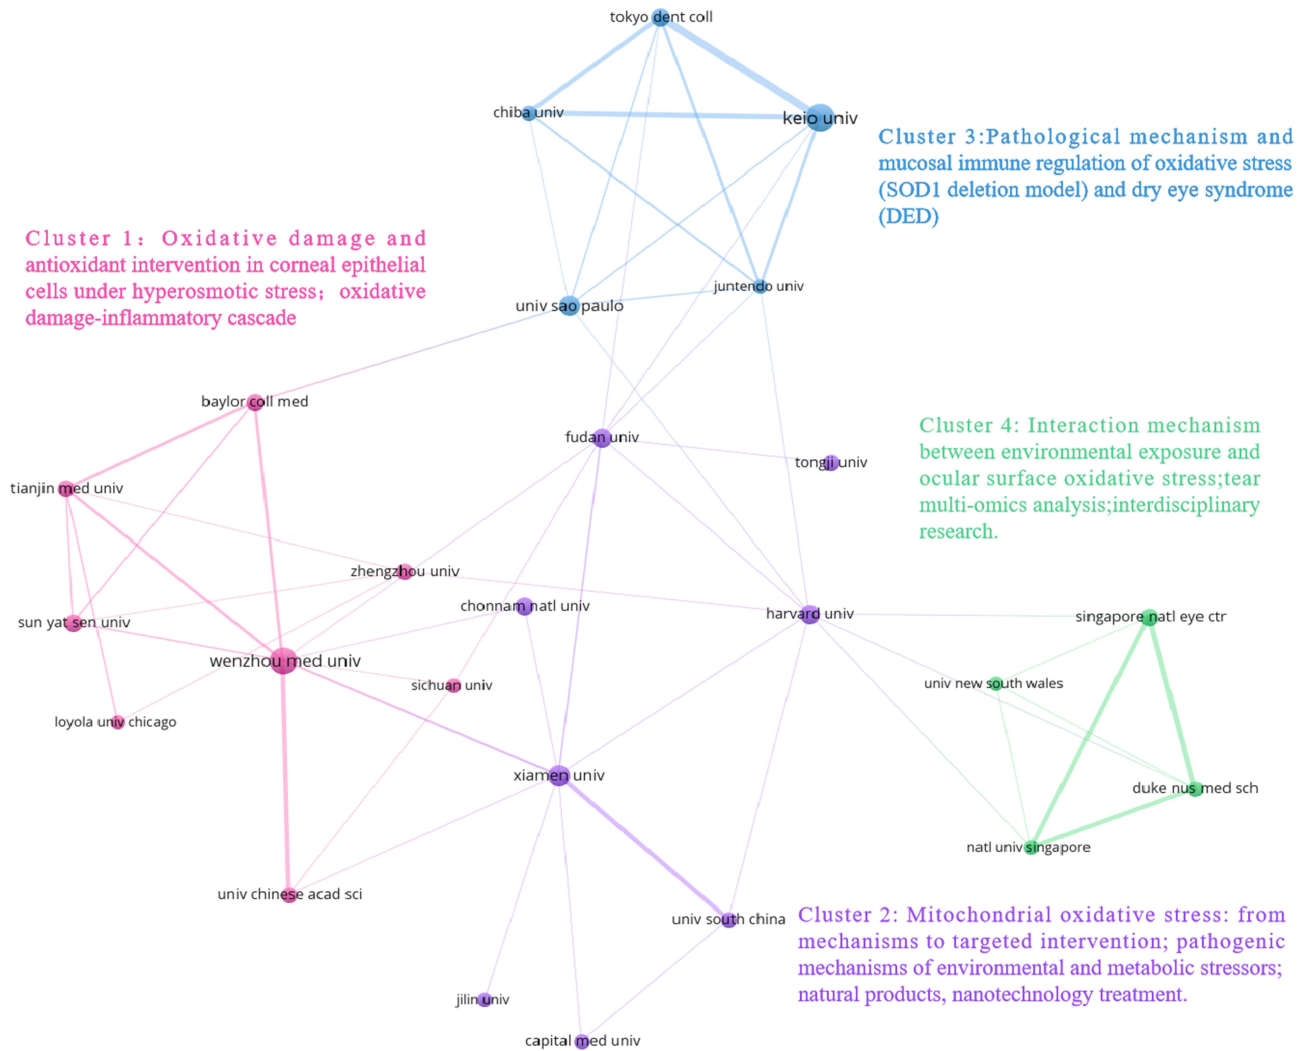 tokyo dent coll
chiba univ
keio univ
Cluster 3:Pathological mechanism and
mucosal immune regulation of oxidative stress
(SOD1 deletion model) and dry eye syndrome
(DED)
Cluster 1: Oxidative damage and
antioxidant intervention in corneal epithelial
cells under hyperosmotic stress; oxidative
damage-inflammatory cascade
juntendo univ
univ sao paulo
baylor coll med
fudan univ
tongji univ
Cluster 4: Interaction mechanism
between environmental exposure and
ocular surface oxidative stress;tear
multi-omics analysis;interdisciplinary
research.
tianjin med univ
zhengzhou univ
chonnam natl univ
harvard univ
singapore natl eye ctr
sun yat sen univ
wenzhou med univ
sichuan univ
univ new south wales
loyola univ chicago
xiamen univ
duke nus med sch
natl univ singapore
univ chinese acad sci
univ south china
Cluster 2: Mitochondrial oxidative stress: from
mechanisms to targeted intervention; pathogenic
mechanisms of environmental and metabolic stressors;
natural products, nanotechnology treatment.
jilin univ
capital med univ